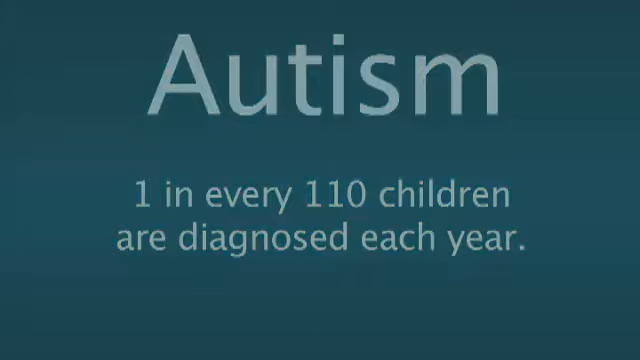 Autism
1 in every 110 children
are diagnosed each year.